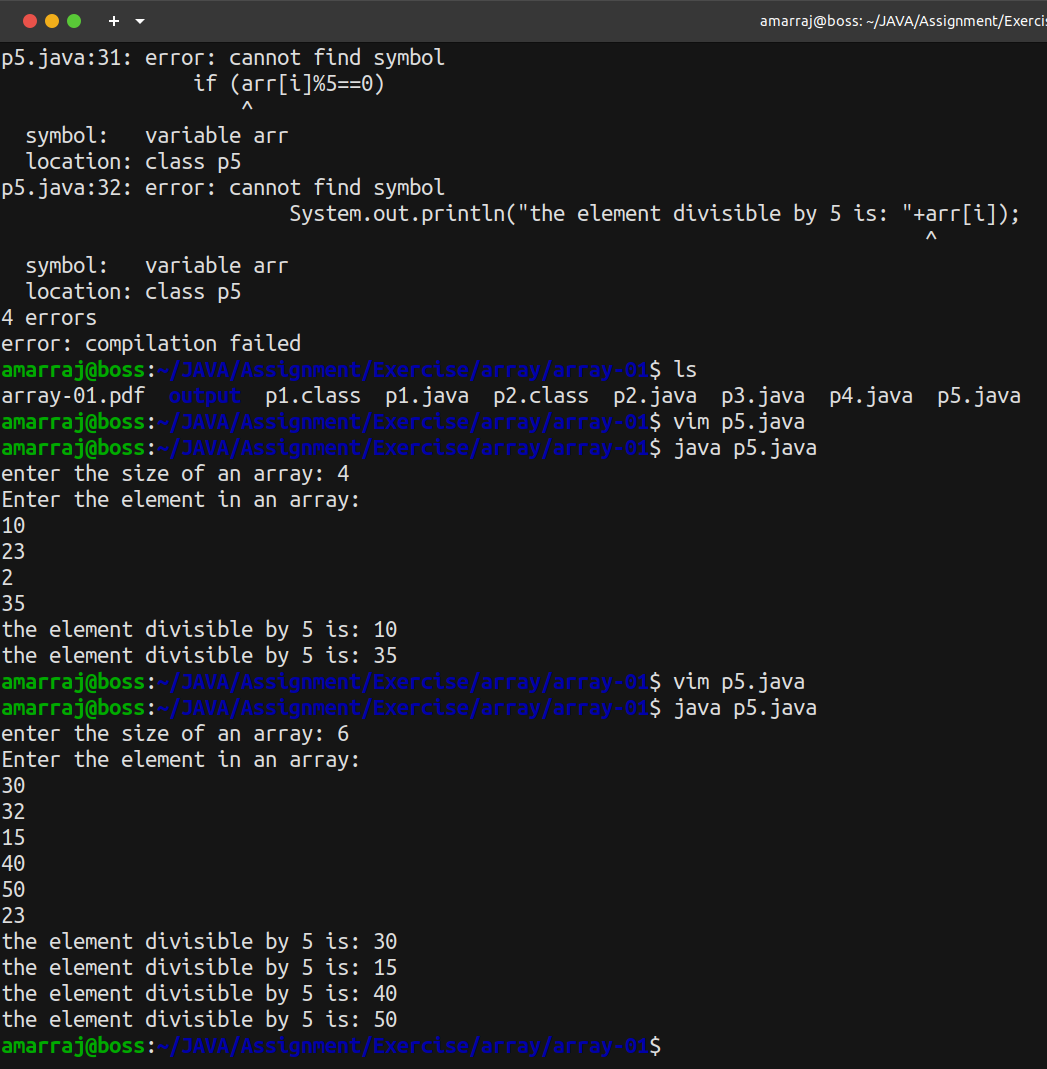 +
amarraj@boss: ~/JAVA/Assignment/Exercis
p5.java:31: error: cannot find symbol
                if (arr[i]%5==0)
                    ^
  symbol:   variable arr
  location: class p5
p5.java:32: error: cannot find symbol
                        System.out.println("the element divisible by 5 is: "+arr[i]);
                                                                             ^
  symbol:   variable arr
  location: class p5
4 errors
error: compilation failed
amarraj@boss:~/JAVA/Assignment/Exercise/array/array-01$ ls
array-01.pdf  output  p1.class  p1.java  p2.class  p2.java  p3.java  p4.java  p5.java
amarraj@boss:~/JAVA/Assignment/Exercise/array/array-01$ vim p5.java
amarraj@boss:~/JAVA/Assignment/Exercise/array/array-01$ java p5.java
enter the size of an array: 4
Enter the element in an array:
10
23
2
35
the element divisible by 5 is: 10
the element divisible by 5 is: 35
amarraj@boss:~/JAVA/Assignment/Exercise/array/array-01$ vim p5.java
amarraj@boss:~/JAVA/Assignment/Exercise/array/array-01$ java p5.java
enter the size of an array: 6
Enter the element in an array:
30
32
15
40
50
23
the element divisible by 5 is: 30
the element divisible by 5 is: 15
the element divisible by 5 is: 40
the element divisible by 5 is: 50
amarraj@boss:~/JAVA/Assignment/Exercise/array/array-01$